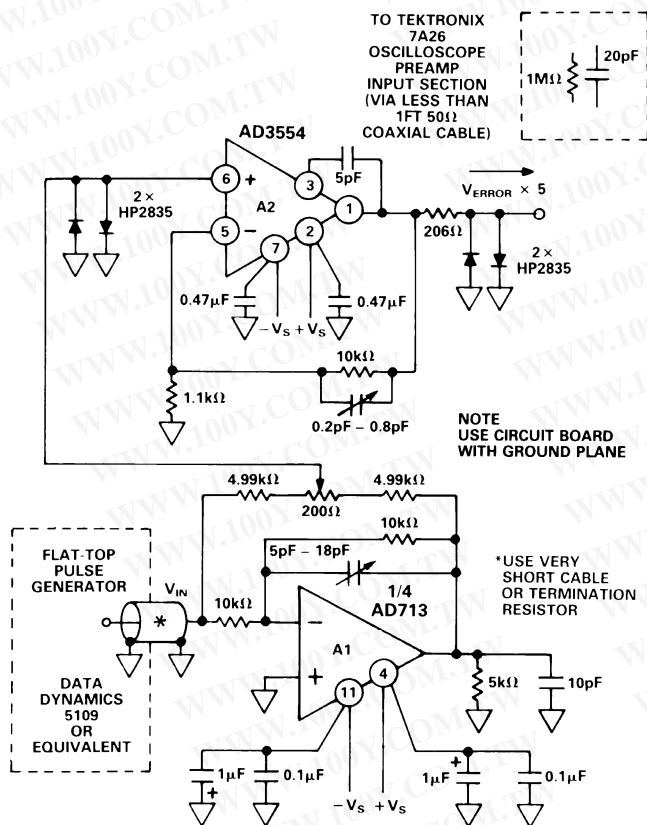 TO TEKTRONIX
7A26
OSCILLOSCOPE
PREAMP
INPUT SECTION
(VIA LESS THAN
1FT 50Ω
COAXIAL CABLE)
1MΩ
20pF
AD3554
5pF
6
+
3
A2
1
5
–
2
7
2×
HP2835
VERROR × 5
206Ω
2×
HP2835
0.47µF
0.47µF
–VS +VS
10kΩ
0.2pF – 0.8pF
1.1kΩ
NOTE
USE CIRCUIT BOARD
WITH GROUND PLANE
4.99kΩ
4.99kΩ
200Ω
10kΩ
5pF – 18pF
1/4
AD713
*USE VERY
SHORT CABLE
OR TERMINATION
RESISTOR
FLAT-TOP
PULSE
GENERATOR
VIN
*
10kΩ
–
A1
+
4
11
5kΩ
10pF
DATA
DYNAMICS
5109
OR
EQUIVALENT
1µF
+
0.1µF
–VS +VS
+
1µF
0.1µF
WWW.100Y.COM.TW